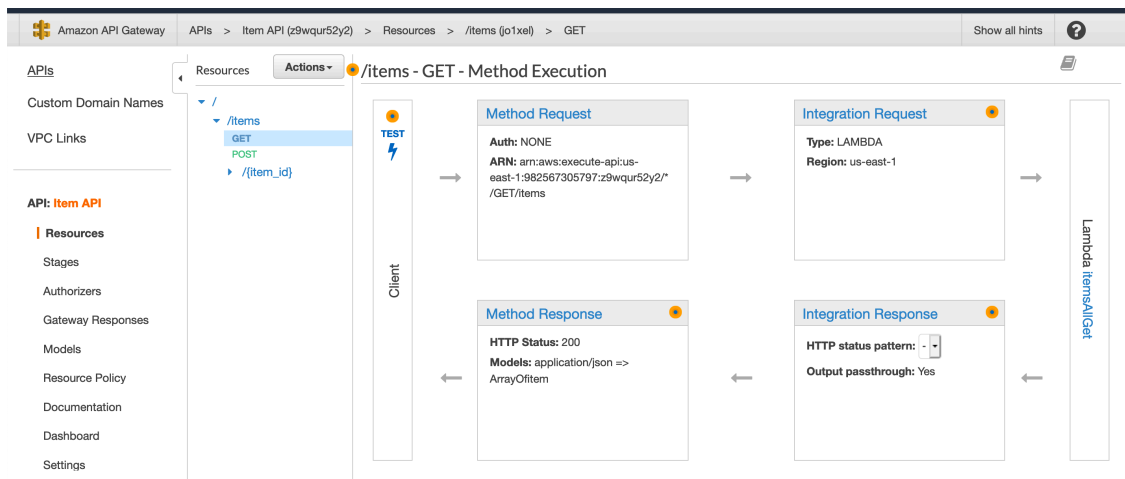 Amazon API Gateway
APIs > Item API (z9wqur52y2) > Resources > /items (jo1xel) > GET
Show all hints
?
APIs
Custom Domain Names
VPC Links
API: Item API
Resources
Stages
Authorizers
Gateway Responses
Models
Resource Policy
Documentation
Dashboard
Settings
Resources
Actions
/
/items
GET
POST
/{item_id}
/items - GET - Method Execution
TEST
Client
Method Request
Auth: NONE
ARN: arn:aws:execute-api:us-
east-1:982567305797:z9wqur52y2/*
/GET/items
Integration Request
Type: LAMBDA
Region: us-east-1
Lambda itemsAllGet
Method Response
HTTP Status: 200
Models: application/json =>
ArrayOfitem
Integration Response
HTTP status pattern: -
Output passthrough: Yes